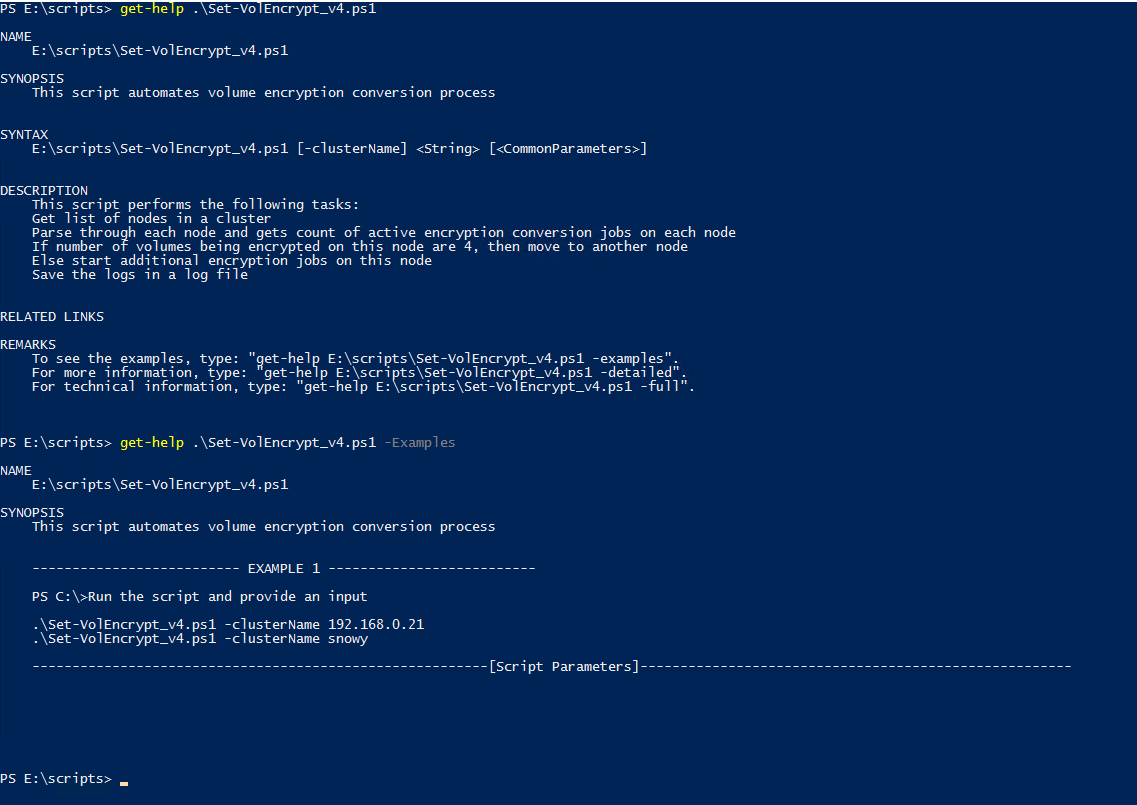 PS E:\scripts> get-help .\Set-VolEncrypt_v4.ps1
NAME
E:\scripts\Set-VolEncrypt_v4.ps1
SYNOPSIS
This script automates volume encryption conversion process
SYNTAX
E:\scripts\Set-VolEncrypt_v4.ps1 [-clusterName] <String> [<CommonParameters>]
DESCRIPTION
This script performs the following tasks:
Get list of nodes in a cluster
Parse through each node and gets count of active encryption conversion jobs on each node
If number of volumes being encrypted on this node are 4, then move to another node
Else start additional encryption jobs on this node
Save the logs in a log file
RELATED LINKS
REMARKS
To see the examples, type: "get-help E:\scripts\Set-VolEncrypt_v4.ps1 -examples".
For more information, type: "get-help E:\scripts\Set-VolEncrypt_v4.ps1 -detailed".
For technical information, type: "get-help E:\scripts\Set-VolEncrypt_v4.ps1 -full".
PS E:\scripts> get-help .\Set-VolEncrypt_v4.ps1 -Examples
NAME
E:\scripts\Set-VolEncrypt_v4.ps1
SYNOPSIS
This script automates volume encryption conversion process
-------------------------- EXAMPLE 1 --------------------------
PS C:\>Run the script and provide an input
.\Set-VolEncrypt_v4.ps1 -clusterName 192.168.0.21
.\Set-VolEncrypt_v4.ps1 -clusterName snowy
---------------------------------------------------------[Script Parameters]------------------------------------------------------
PS E:\scripts>